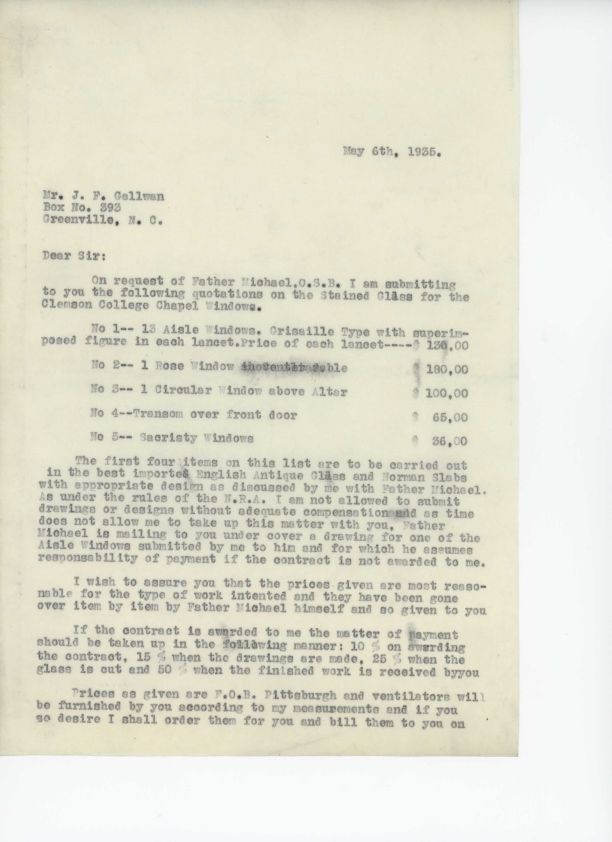 May 6th, 1935.
Mr. J. F. Gallwan
Box No. 393
Greenville, N. C.
Dear Sir:
On request of Father Michael,O.S.B. I am submitting
to you the following quotations on the Stained Glass for the
Clemson College Chapel Windows.
No 1-- 13 Aisle Windows. Grisaille Type with superim-
posed figure in each lancet.Price of each lancet----$ 130,00
No 2-- 1 Rose Window $ 180,00
No 3-- 1 Circular Window above Altar $ 100,00
No 4--Transom over front door $ 65,00
No 5-- Sacristy Windows $ 36,00
The first four items on this list are to be carried out
in the best imported English Antique Glass and Norman Slabs
with appropriate design as discussed by me with Father Michael.
As under the rules of the N.R.A. I am not allowed to submit
drawings or designs without adequate compensation and as time
does not allow me to take up this matter with you, Father
Michael is mailing to you under cover a drawing for one of the
Aisle Windows submitted by me to him and for which he assumes
responsability of payment if the contract is not awarded to me.
I wish to assure you that the prices given are most reaso-
nable for the type of work intented and they have been gone
over item by item by Father Michael himself and so given to you
If the contract is awarded to me the matter of payment
should be taken up in the following manner: 10 % on awarding
the contract, 15 % when the drawings are made, 25 % when the
glass is cut and 50 % when the finished work is received byyou
Prices as given are F.O.B. Pittsburgh and ventilators will
be furnished by you according to my measurements and if you
so desire I shall order them for you and bill them to you on